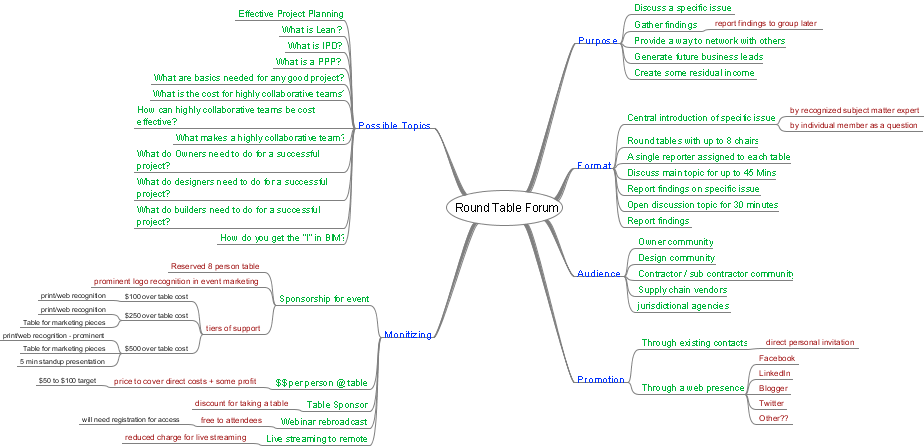 Round Table Forum
Purpose
Discuss a specific issue
Gather findings
report findings to group later
Provide a way to network with others
Generate future business leads
Create some residual income
Format
Central introduction of specific issue
by recognized subject matter expert
by individual member as a question
Round tables with up to 8 chairs
A single reporter assigned to each table
Discuss main topic for up to 45 Mins
Report findings on specific issue
Open discussion topic for 30 minutes
Report findings
Audience
Owner community
Design community
Contractor / sub contractor community
Supply chain vendors
jurisdictional agencies
Promotion
Through existing contacts
direct personal invitation
Through a web presence
Facebook
LinkedIn
Blogger
Twitter
Other??
Possible Topics
Effective Project Planning
What is Lean?
What is IPD?
What is a PPP?
What are basics needed for any good project?
What is the cost for highly collaborative teams'
How can highly collaborative teams be cost
effective?
What makes a highly collaborative team?
What do Owners need to do for a successful
project?
What do designers need to do for a successful
project?
What do builders need to do for a successful
project?
How do you get the "I" in BIM?
Monitizing
Sponsorship for event
Reserved 8 person table
prominent logo recognition in event marketing
tiers of support
$100 over table cost
print/web recognition
$250 over table cost
print/web recognition
Table for marketing pieces
$500 over table cost
print/web recognition - prominent
Table for marketing pieces
5 min standup presentation
$$ per person @ table
price to cover direct costs + some profit
$50 to $100 target
Table Sponsor
discount for taking a table
Webinar rebroadcast
free to attendees
will need registration for access
Live streaming to remote
reduced charge for live streaming